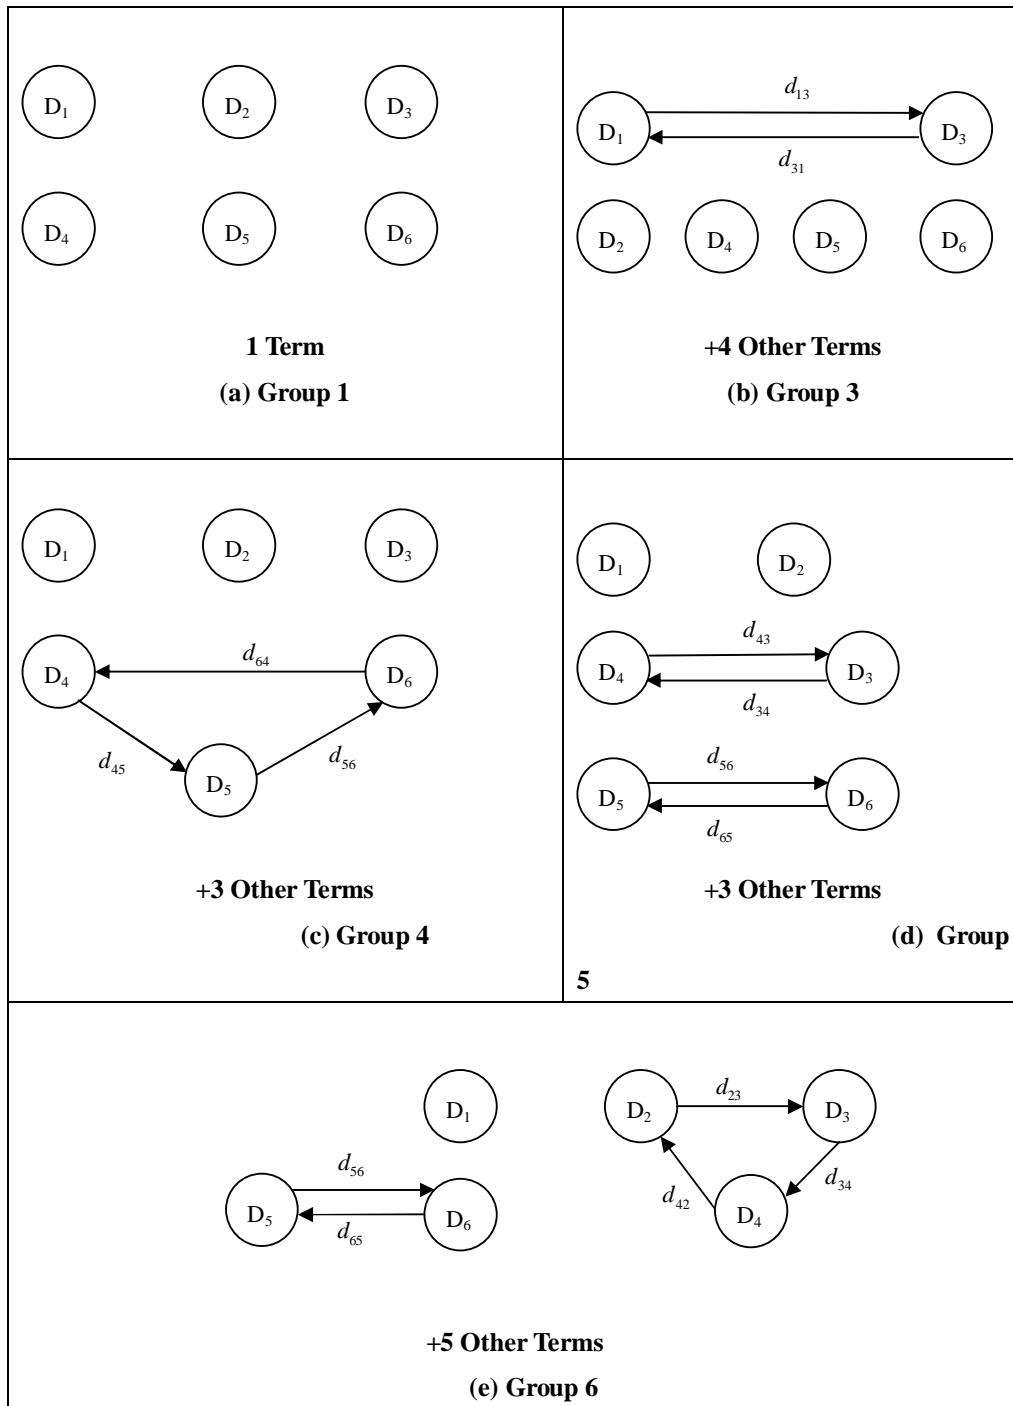 D1 D2 D3
D4 D5 D6
1 Term
(a) Group 1
d13
D1 D3
d31
D2 D4 D5 D6
+4 Other Terms
(b) Group 3
D1 D2 D3
d64
D4 D6
d45 d56
D5
+3 Other Terms
(c) Group 4
D1 D2
d43
D4 D3
d34
d56
D5 D6
d65
+3 Other Terms
(d) Group
5
D1
d56
D5 D6
d65
d23
D2 D3
d42 d34
D4
+5 Other Terms
(e) Group 6